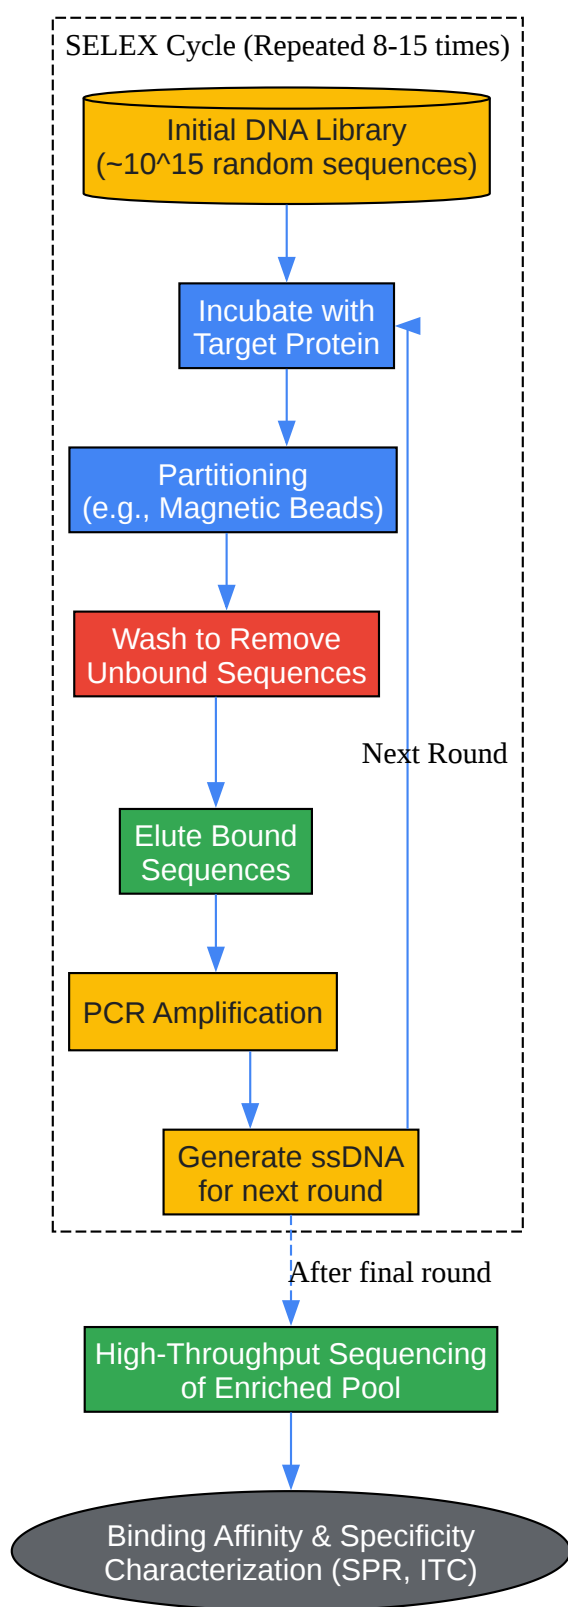 SELEX Cycle (Repeated 8-15 times)
Initial DNA Library
(~10^15 random sequences)
Incubate with
Target Protein
Partitioning
(e.g., Magnetic Beads)
Wash to Remove
Unbound Sequences
Next Round
Elute Bound
Sequences
PCR Amplification
Generate ssDNA
for next round
After final round
High-Throughput Sequencing
of Enriched Pool
Binding Affinity & Specificity
Characterization (SPR, ITC)